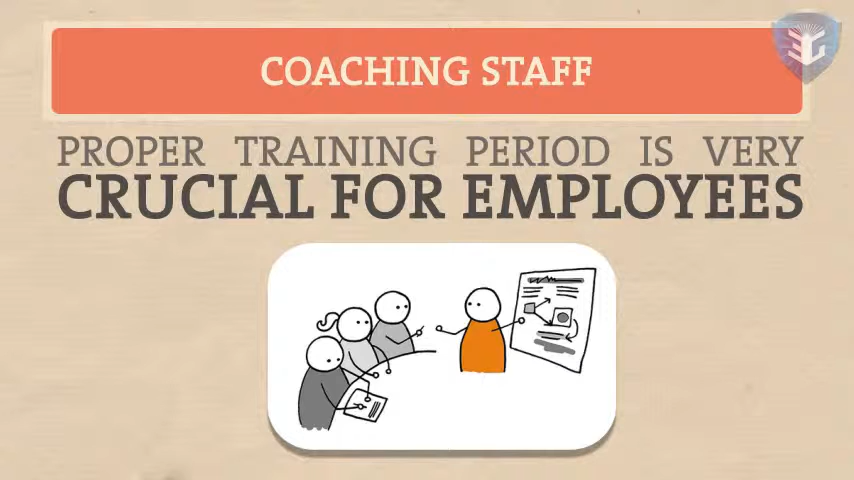 COACHING STAFF
PROPER TRAINING PERIOD IS VERY
CRUCIAL FOR EMPLOYEES